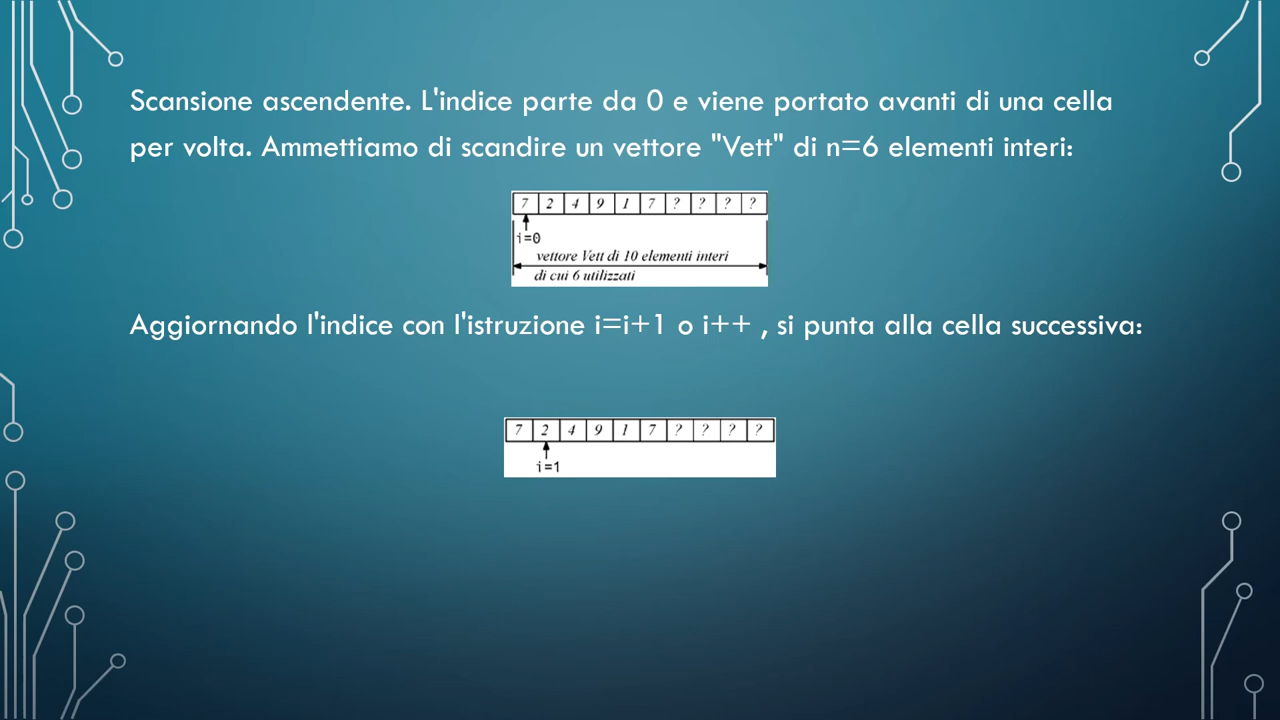 Scansione ascendente. L'indice parte da 0 e viene portato avanti di una cella
per volta. Ammettiamo di scandire un vettore "Vett" di n=6 elementi interi:
7 2 4 9 1 7 ? ? ? ?
i=0
vettore Vett di 10 elementi interi
di cui 6 utilizzati
Aggiornando l'indice con l'istruzione i=i+1 o i++ , si punta alla cella successiva:
7 2 4 9 1 7 ? ? ? ?
i=1